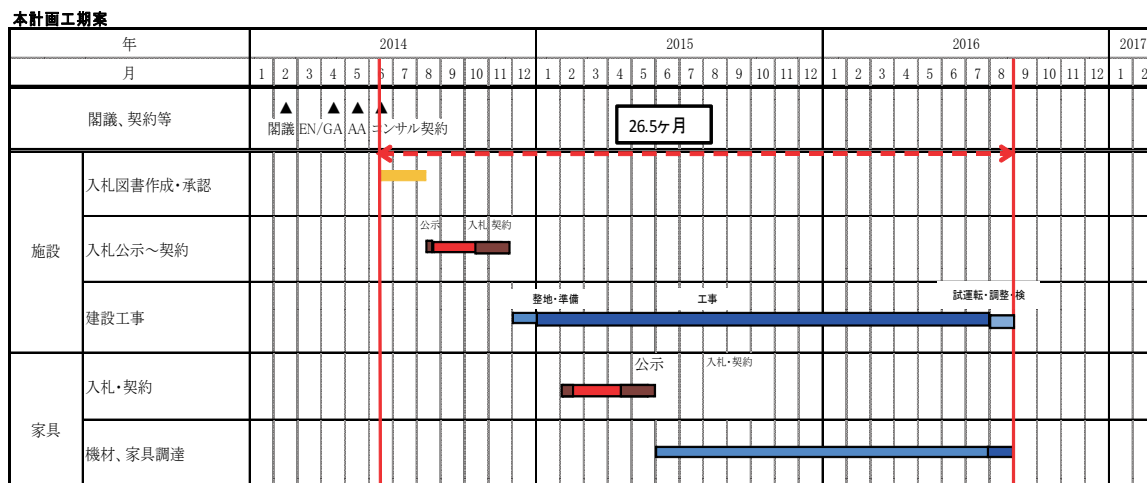 本計画工期案
年 2014 2015 2016 2017
月 1 2 3 4 5 6 7 8 9 10 11 12 1 2 3 4 5 6 7 8 9 10 11 12 1 2 3 4 5 6 7 8 9 10 11 12 1 2
閣議、契約等 ▲ ▲ ▲ ▲ 26.5ヶ月
閣議 EN/GA AA コンサル契約
施設 入札図書作成・承認
公示 入札 契約
入札公示～契約
整地・準備 工事 試運転・調整・検
建設工事
公示 入札・契約
家具 入札・契約
機材、家具調達